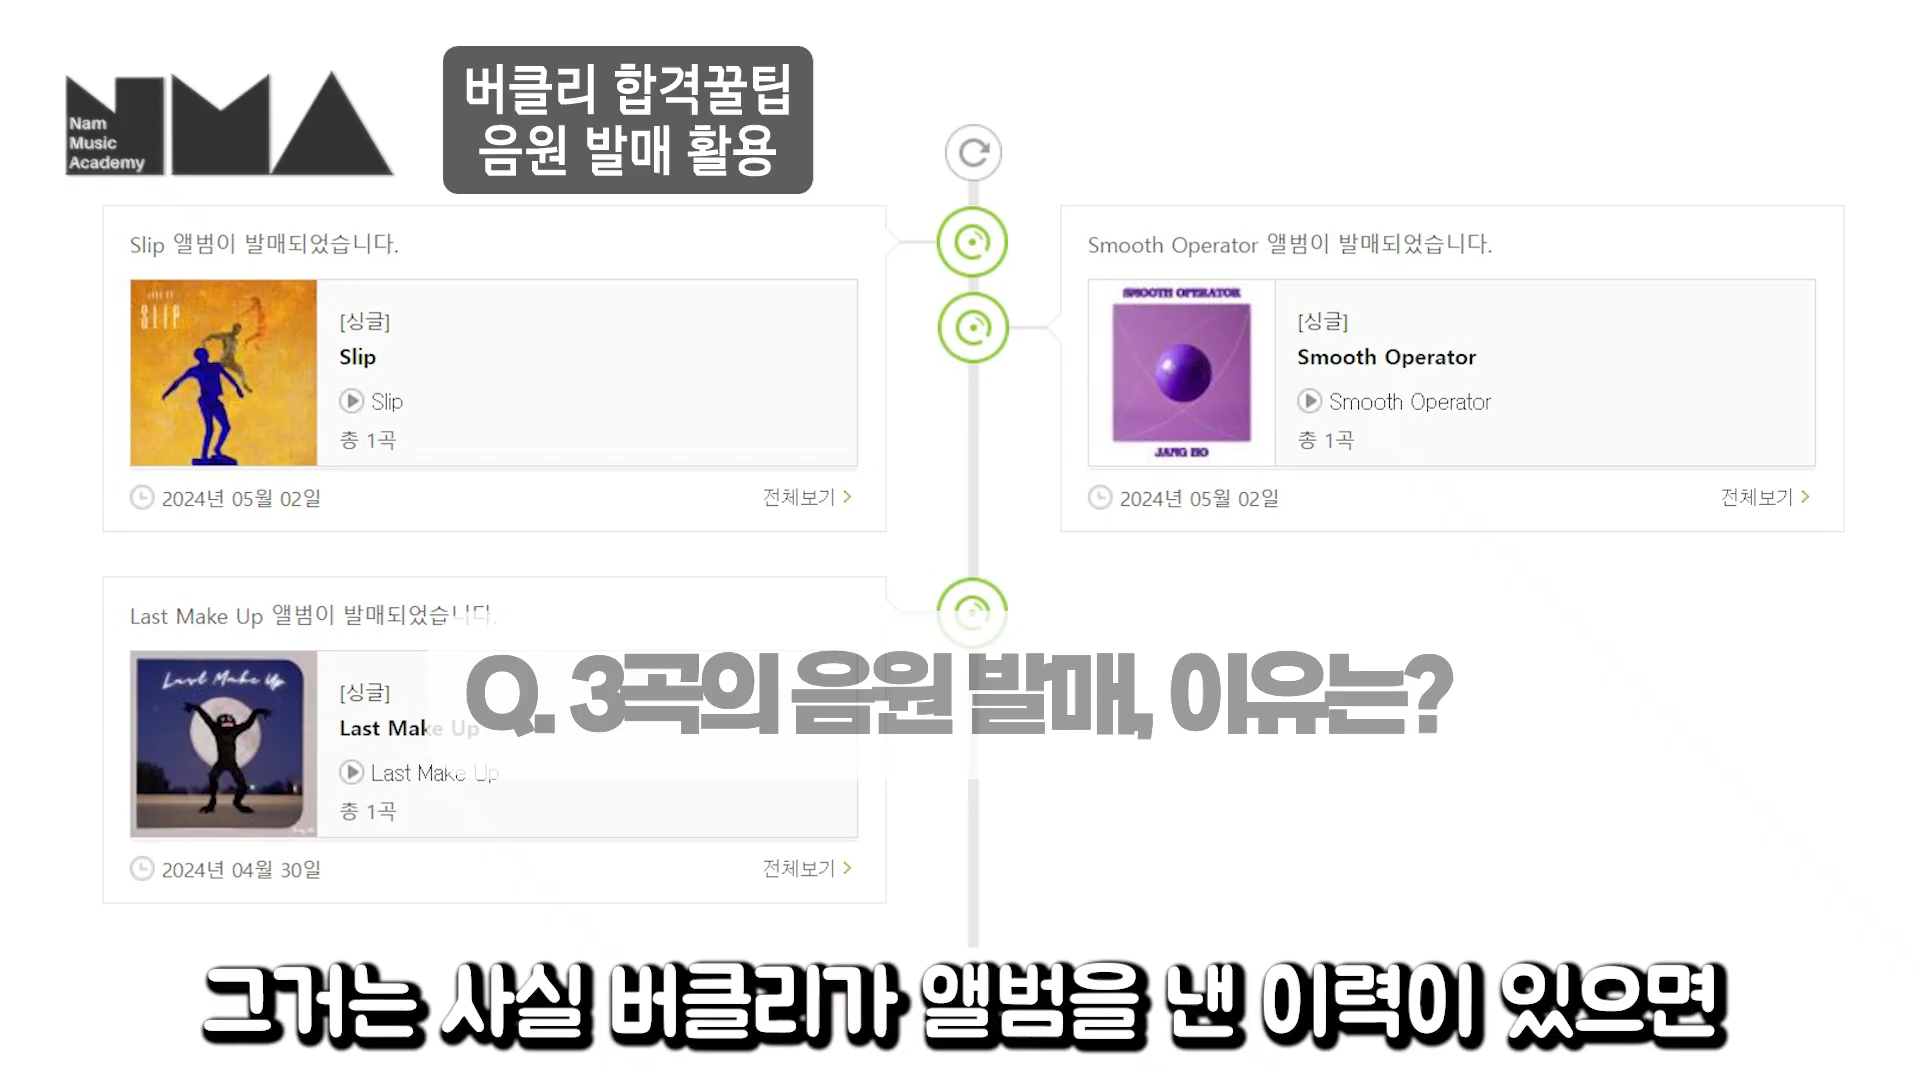 Nam
Music
Academy
버클리 합격꿀팁
음원 발매 활용
Slip 앨범이 발매되었습니다.
SLIP
[싱글]
Slip
Slip
총 1곡
2024년 05월 02일
전체보기 >
Smooth Operator 앨범이 발매되었습니다.
SMOOTH OPERATOR
JANG HO
[싱글]
Smooth Operator
Smooth Operator
총 1곡
2024년 05월 02일
전체보기 >
Last Make Up 앨범이 발매되었습니다.
Last Make Up
[싱글]
Last Make Up
Last Make Up
총 1곡
2024년 04월 30일
전체보기 >
Q. 3곡의 음원 발매, 이유는?
그거는 사실 버클리가 앨범을 낸 이력이 있으면